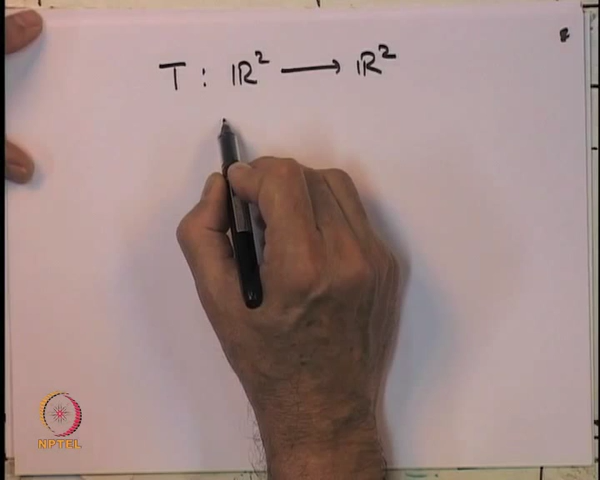 T : ℝ² ⟶ ℝ²
NPTEL